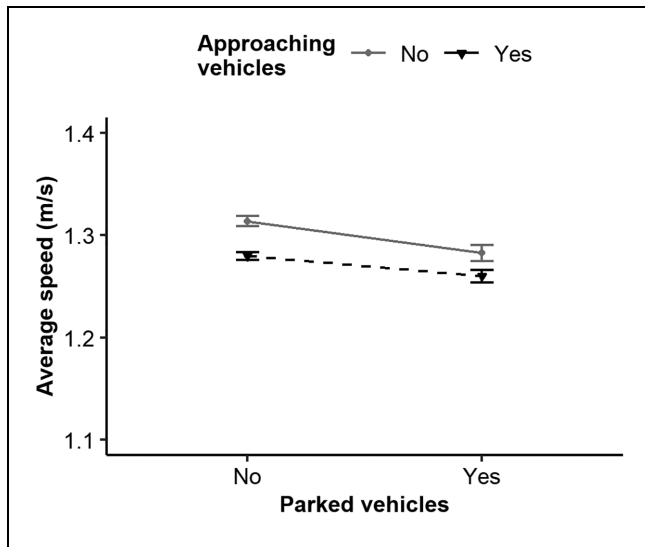 Approaching
vehicles
No
Yes
Average speed (m/s)
1.4
1.3
1.2
1.1
No
Yes
Parked vehicles